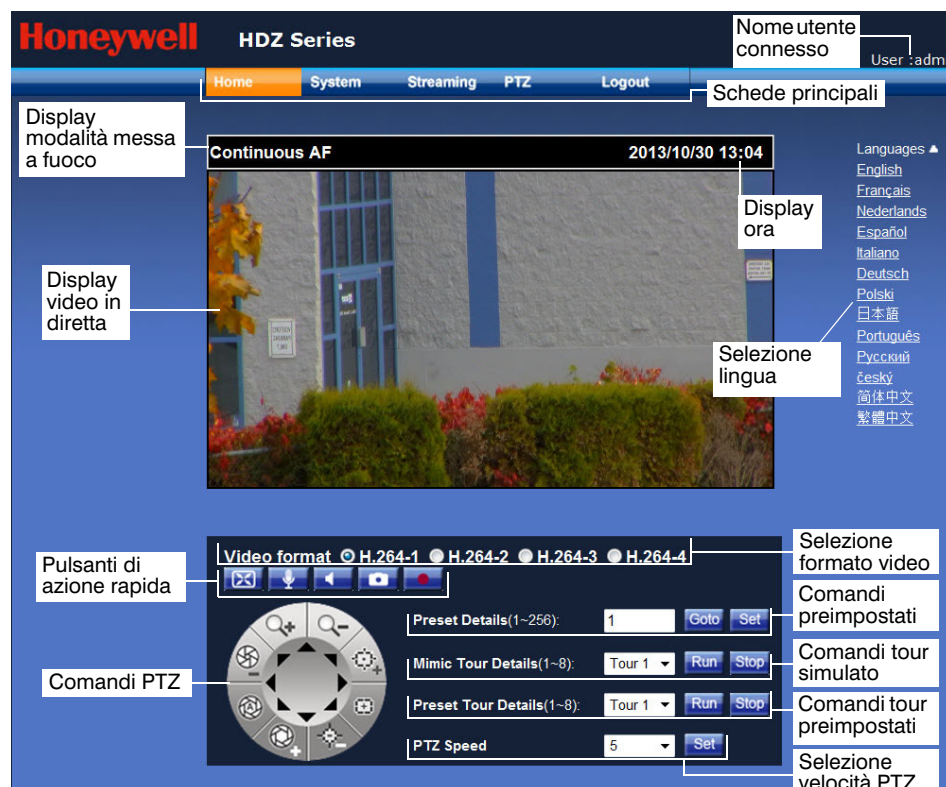 Honeywell
HDZ Series
Nome utente
connesso
User :adm
Home System Streaming PTZ Logout
Schede principali
Display
modalità messa
a fuoco
Continuous AF
2013/10/30 13:04
Display
ora
Languages
English
Français
Nederlands
Español
Italiano
Deutsch
Polski
日本語
Português
Русский
český
简体中文
繁體中文
Display
video in
diretta
Selezione
lingua
Video format H.264-1 H.264-2 H.264-3 H.264-4
Selezione
formato video
Pulsanti di
azione rapida
Preset Details(1~256): 1 Goto Set
Comandi
preimpostati
Mimic Tour Details(1~8): Tour 1 Run Stop
Comandi tour
simulato
Comandi PTZ
Preset Tour Details(1~8): Tour 1 Run Stop
Comandi tour
preimpostati
PTZ Speed 5 Set
Selezione
velocità PTZ